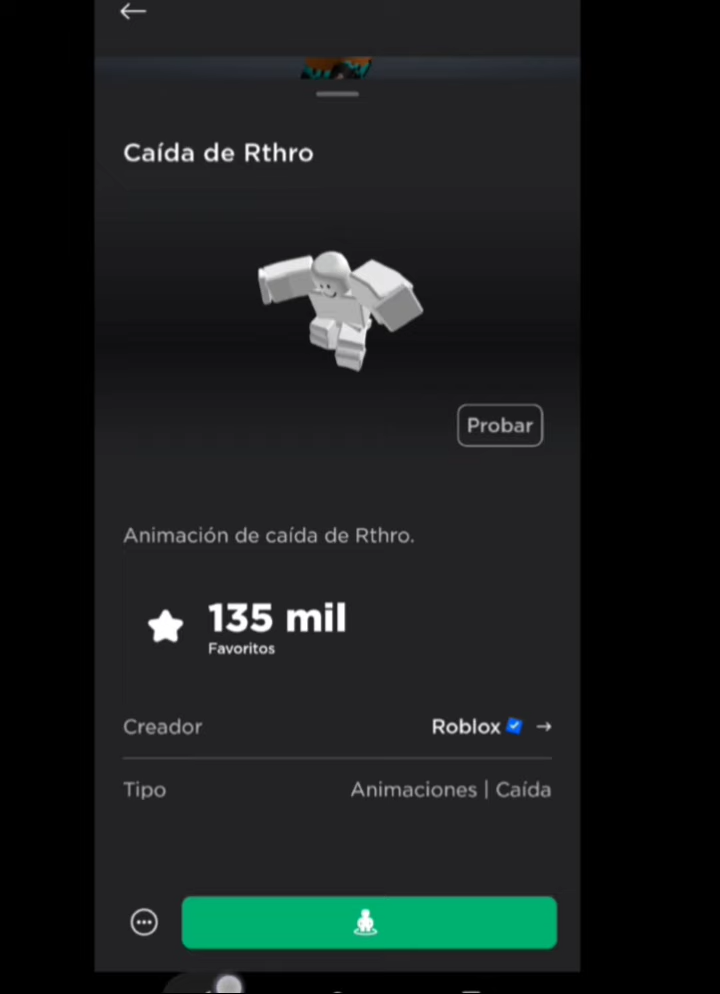 Caída de Rthro
Probar
Animación de caída de Rthro.
135 mil
Favoritos
Creador
Roblox
Tipo
Animaciones | Caída